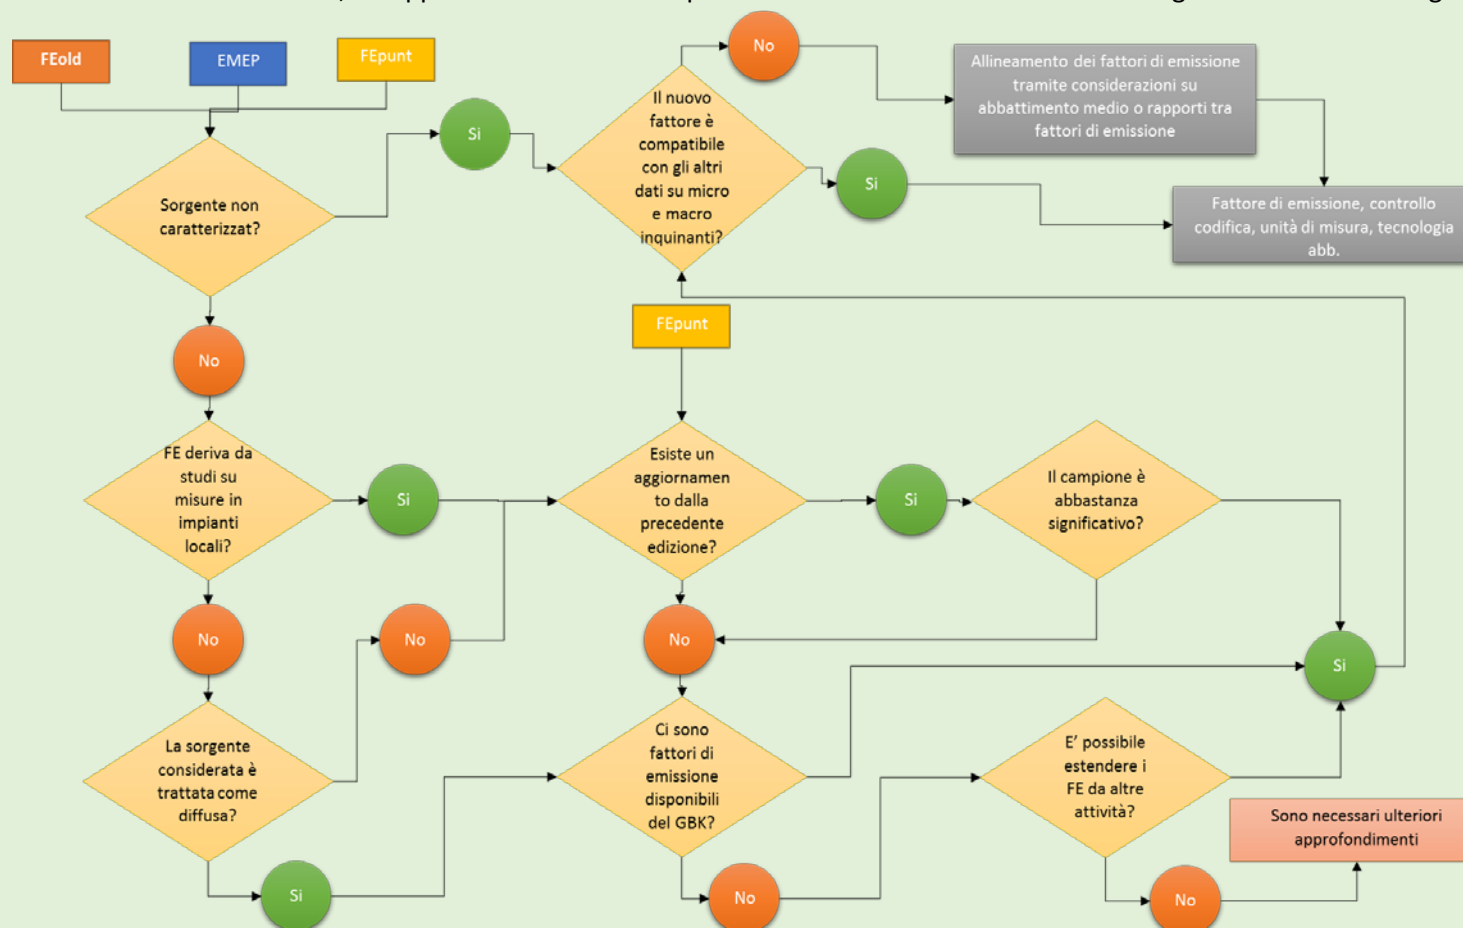 FEold
EMEP
FEpunt
No
Allineamento dei fattori di emissione
tramite considerazioni su
abbattimento medio o rapporti tra
fattori di emissione
Si
Il nuovo
fattore è
compatibile
con gli altri
dati su micro
e macro
inquinanti?
Si
Sorgente non
caratterizzat?
Fattore di emissione, controllo
codifica, unità di misura, tecnologia
abb.
No
FEpunt
FE deriva da
studi su
misure in
impianti
locali?
Si
Esiste un
aggiornamen
to dalla
precedente
edizione?
Si
Il campione è
abbastanza
significativo?
No
No
No
Si
La sorgente
considerata è
trattata come
diffusa?
Ci sono
fattori di
emissione
disponibili
del GBK?
E' possibile
estendere i
FE da altre
attività?
Sono necessari ulteriori
approfondimenti
Si
No
No